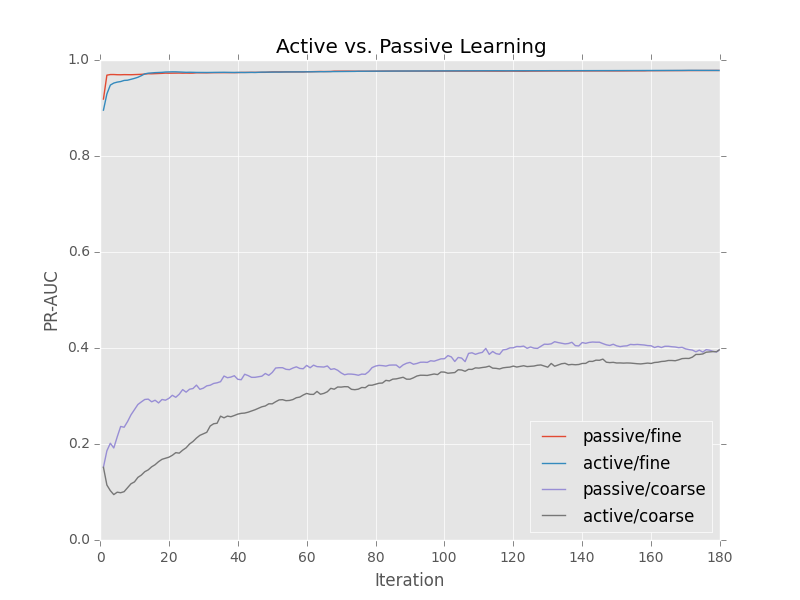 Active vs. Passive Learning
1.0
0.8
0.6
0.4
0.2
0.0
PR-AUC
passive/fine
active/fine
passive/coarse
active/coarse
0 20 40 60 80 100 120 140 160 180
Iteration